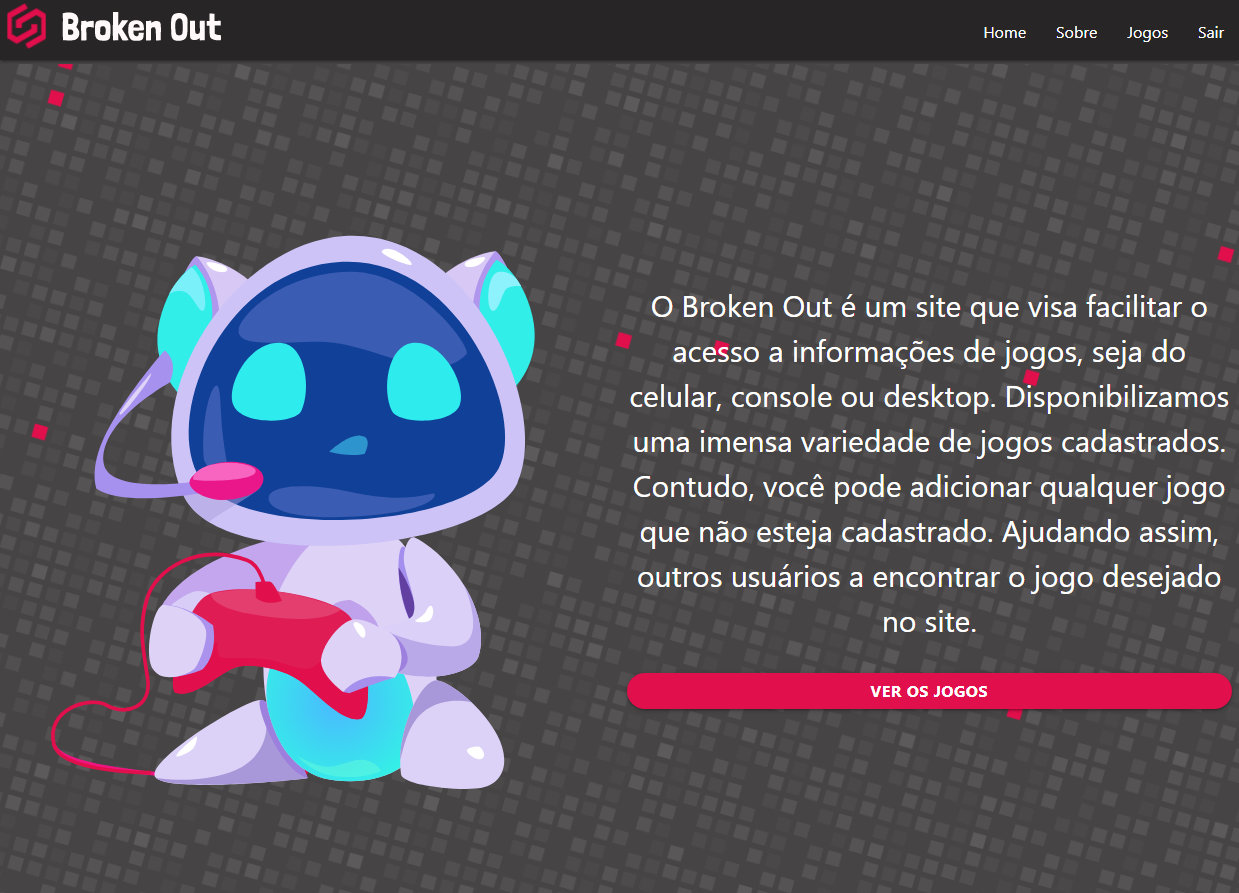 Broken Out
Home Sobre Jogos Sair
O Broken Out é um site que visa facilitar o
acesso a informações de jogos, seja do
celular, console ou desktop. Disponibilizamos
uma imensa variedade de jogos cadastrados.
Contudo, você pode adicionar qualquer jogo
que não esteja cadastrado. Ajudando assim,
outros usuários a encontrar o jogo desejado
no site.
VER OS JOGOS